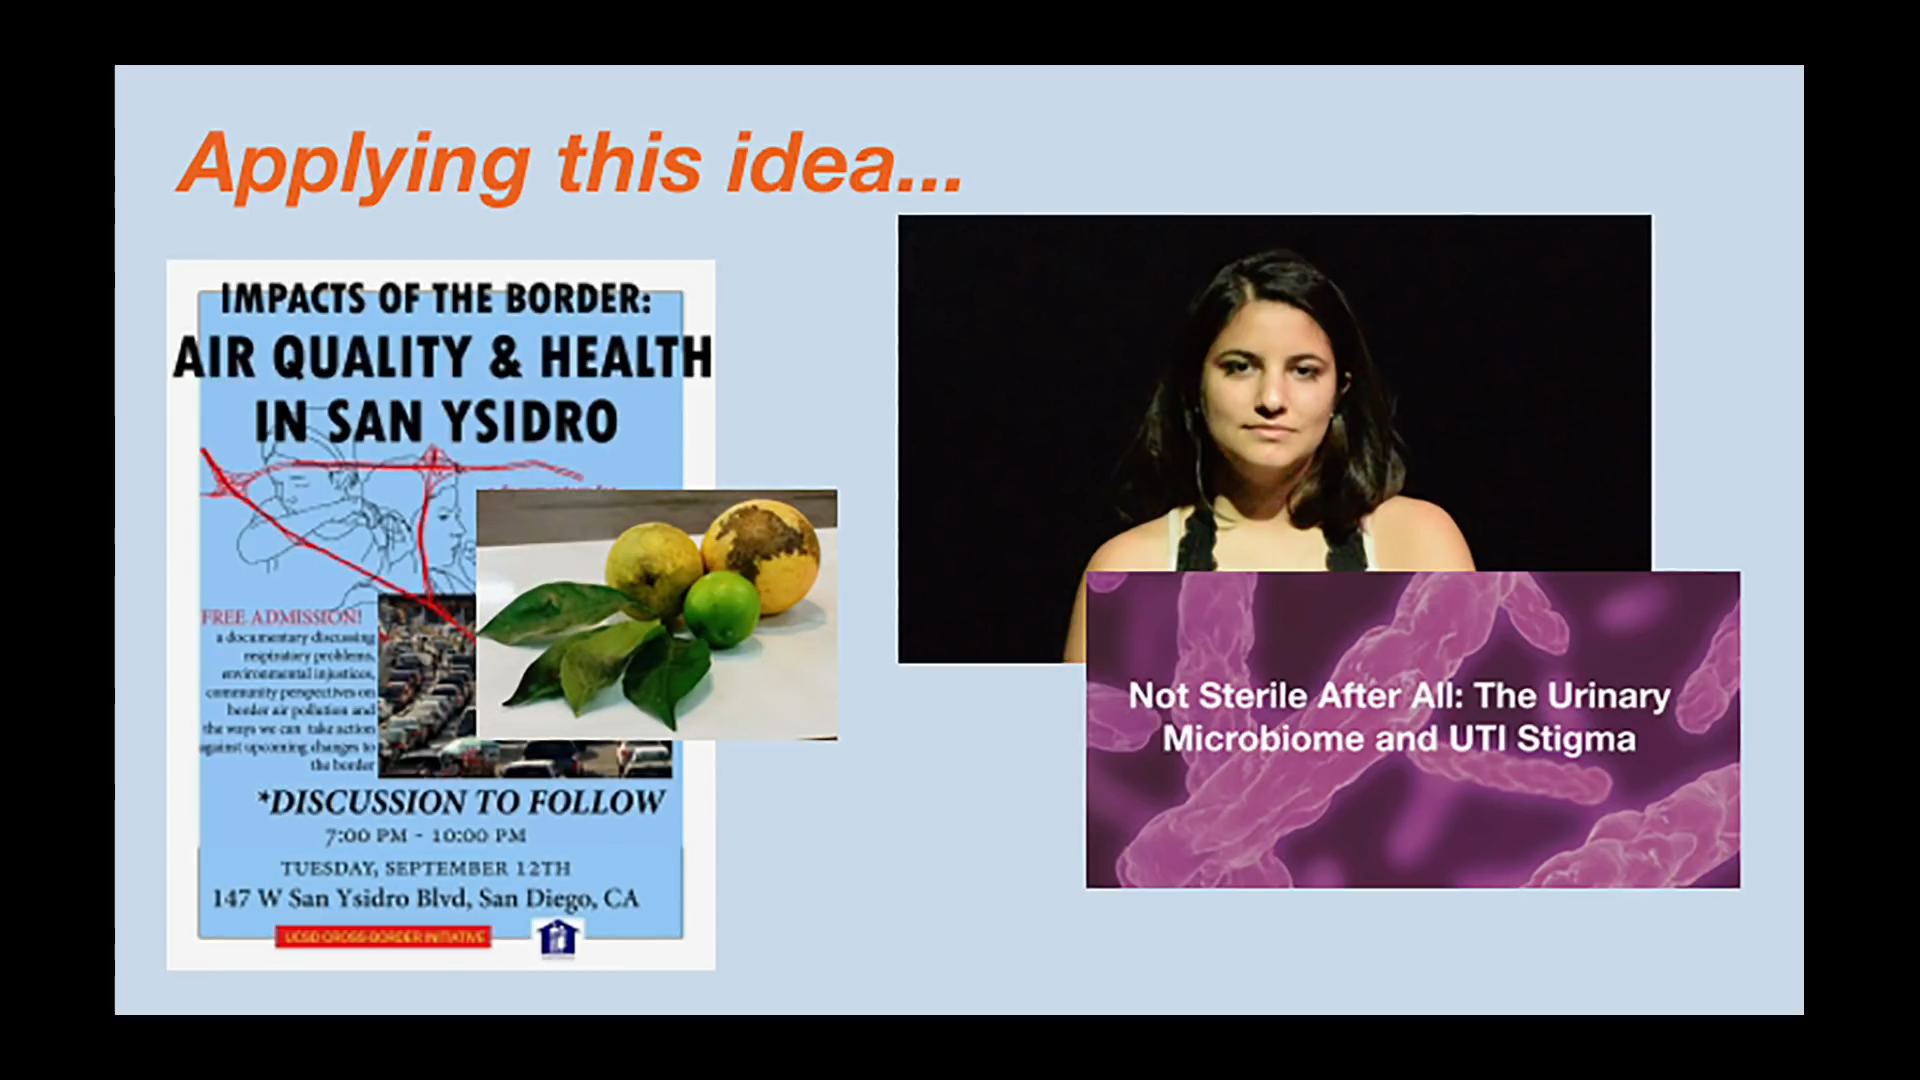 Applying this idea...
IMPACTS OF THE BORDER:
AIR QUALITY & HEALTH
IN SAN YSIDRO
FREE ADMISSION!
a documentary discussing
respiratory problems,
environmental injustices,
community perspectives on
border air pollution and
the ways we can take action
against upcoming changes to
the border
*DISCUSSION TO FOLLOW
7:00 PM - 10:00 PM
TUESDAY, SEPTEMBER 12TH
147 W San Ysidro Blvd, San Diego, CA
UCSD CROSS-BORDER INITIATIVE
Not Sterile After All: The Urinary
Microbiome and UTI Stigma